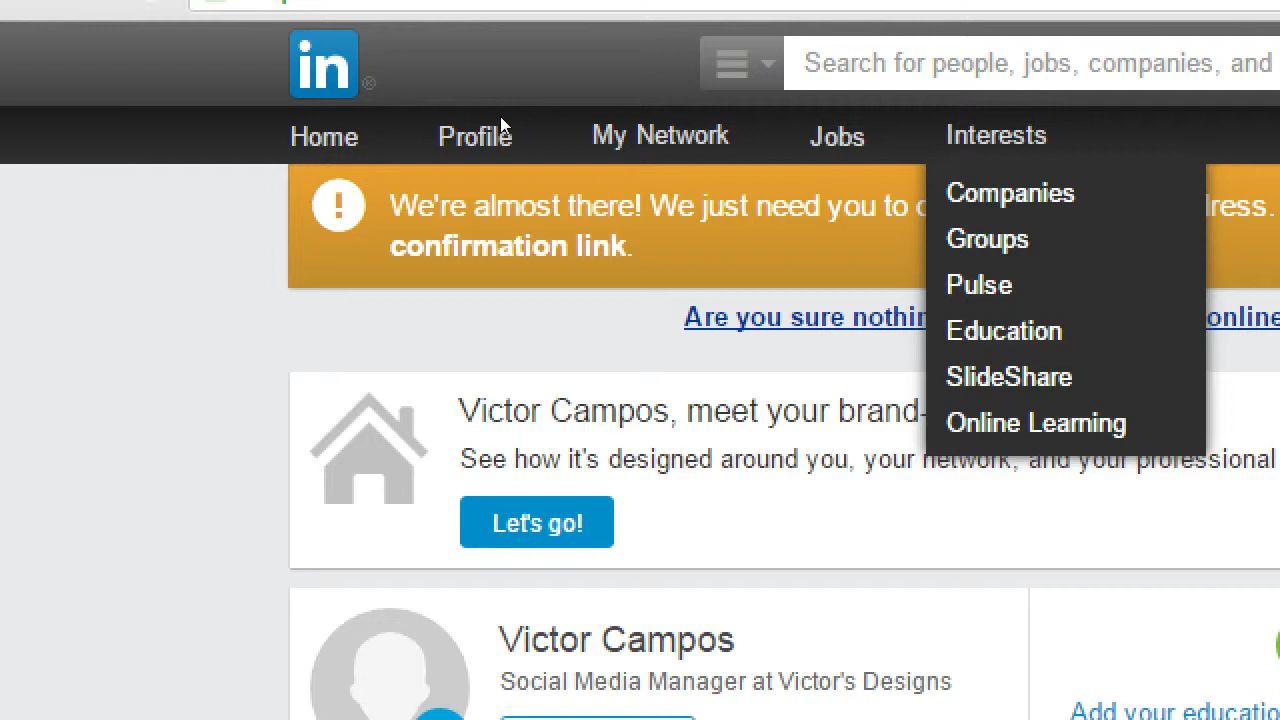 in ®
Search for people, jobs, companies, and
Home Profile My Network Jobs Interests
We're almost there! We just need you to
dress.
confirmation link.
Companies
Groups
Pulse
Education
SlideShare
Online Learning
Are you sure
online
Victor Campos, meet your brand-
See how it's designed around you, your network, and your professional
Let's go!
Victor Campos
Social Media Manager at Victor's Designs
Add your